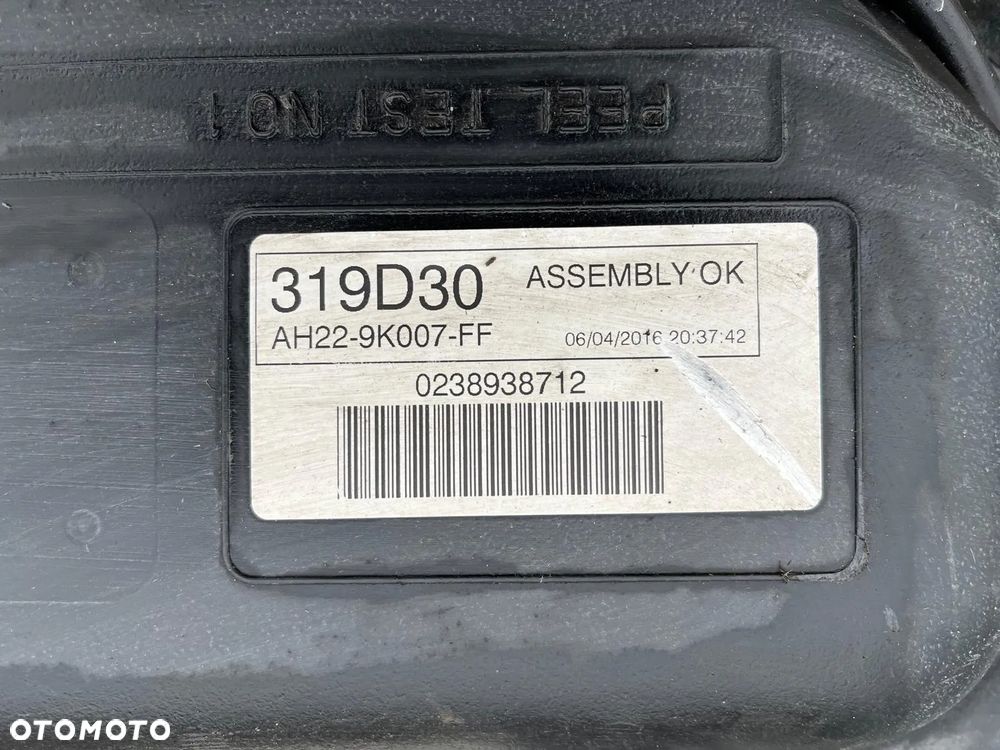 PEEL TEST NO 1
319D30
ASSEMBLY OK
AH22-9K007-FF
06/04/2016 20:37:42
0238938712
OTOMOTO